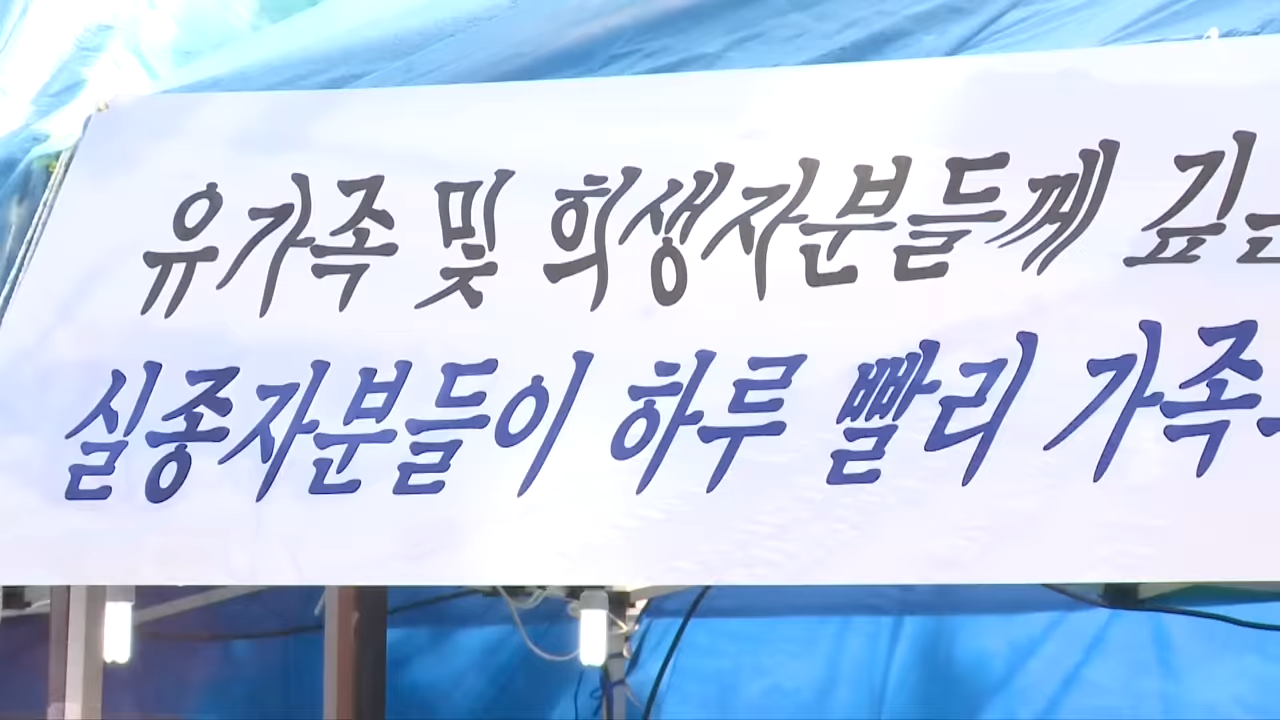 유가족 및 희생자분들께 깊은
실종자분들이 하루 빨리 가족